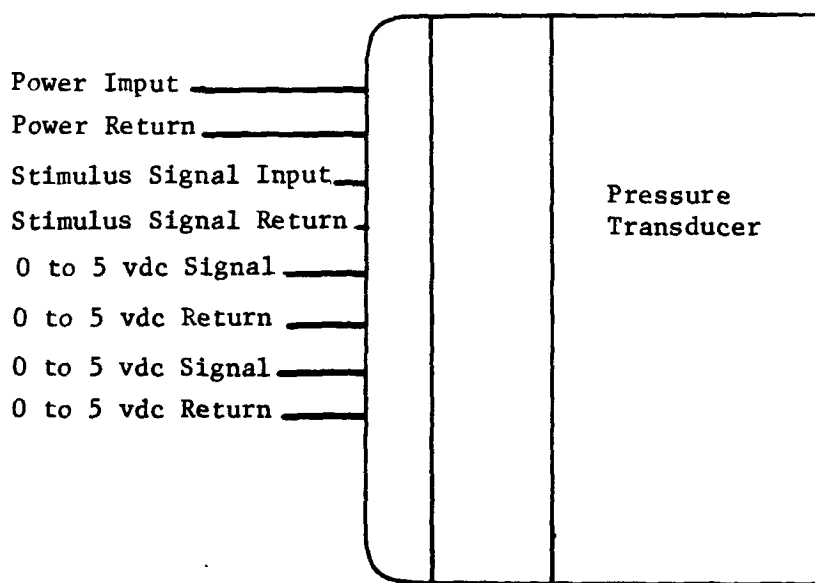 Power Imput
Power Return
Stimulus Signal Input
Stimulus Signal Return
0 to 5 vdc Signal
0 to 5 vdc Return
0 to 5 vdc Signal
0 to 5 vdc Return
Pressure
Transducer